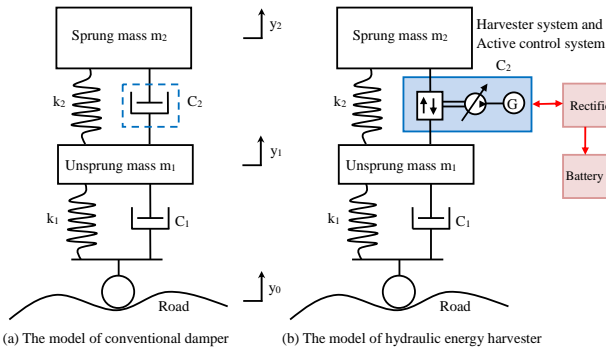 Sprung mass m2
y2
k2
C2
y1
Unsprung mass m1
k1
C1
y0
Road
(a) The model of conventional damper
Harvester system and
Active control system
Sprung mass m2
C2
k2
G
Rectifi
Battery
Unsprung mass m1
k1
C1
Road
(b) The model of hydraulic energy harvester